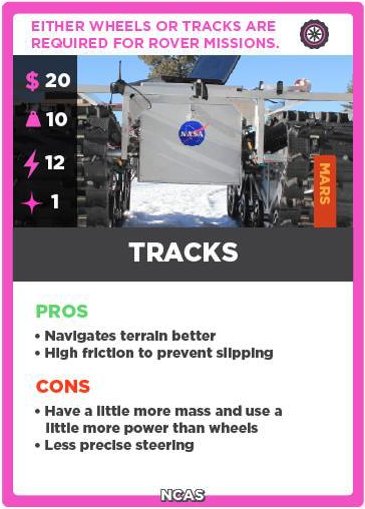 EITHER WHEELS OR TRACKS ARE
REQUIRED FOR ROVER MISSIONS.
$ 20
10
12
1
NASA
MARS
TRACKS
PROS
• Navigates terrain better
• High friction to prevent slipping
CONS
• Have a little more mass and use a
little more power than wheels
• Less precise steering
NCAS